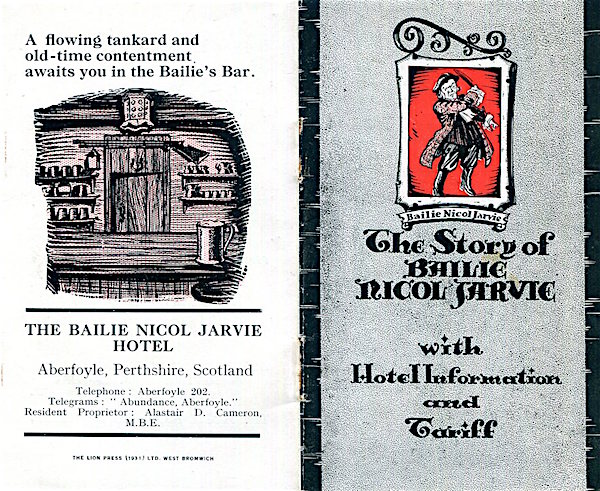 A flowing tankard and
old-time contentment
awaits you in the Bailie's Bar.
THE BAILIE NICOL JARVIE
HOTEL
Aberfoyle, Perthshire, Scotland
Telephone : Aberfoyle 202.
Telegrams : " Abundance, Aberfoyle."
Resident Proprietor : Alastair D. Cameron,
M.B.E.
THE LION PRESS (1931) LTD. WEST BROMWICH
Bailie Nicol Jarvie
The Story of
BAILIE
NICOL JARVIE
with
Hotel Information
and
Tariff